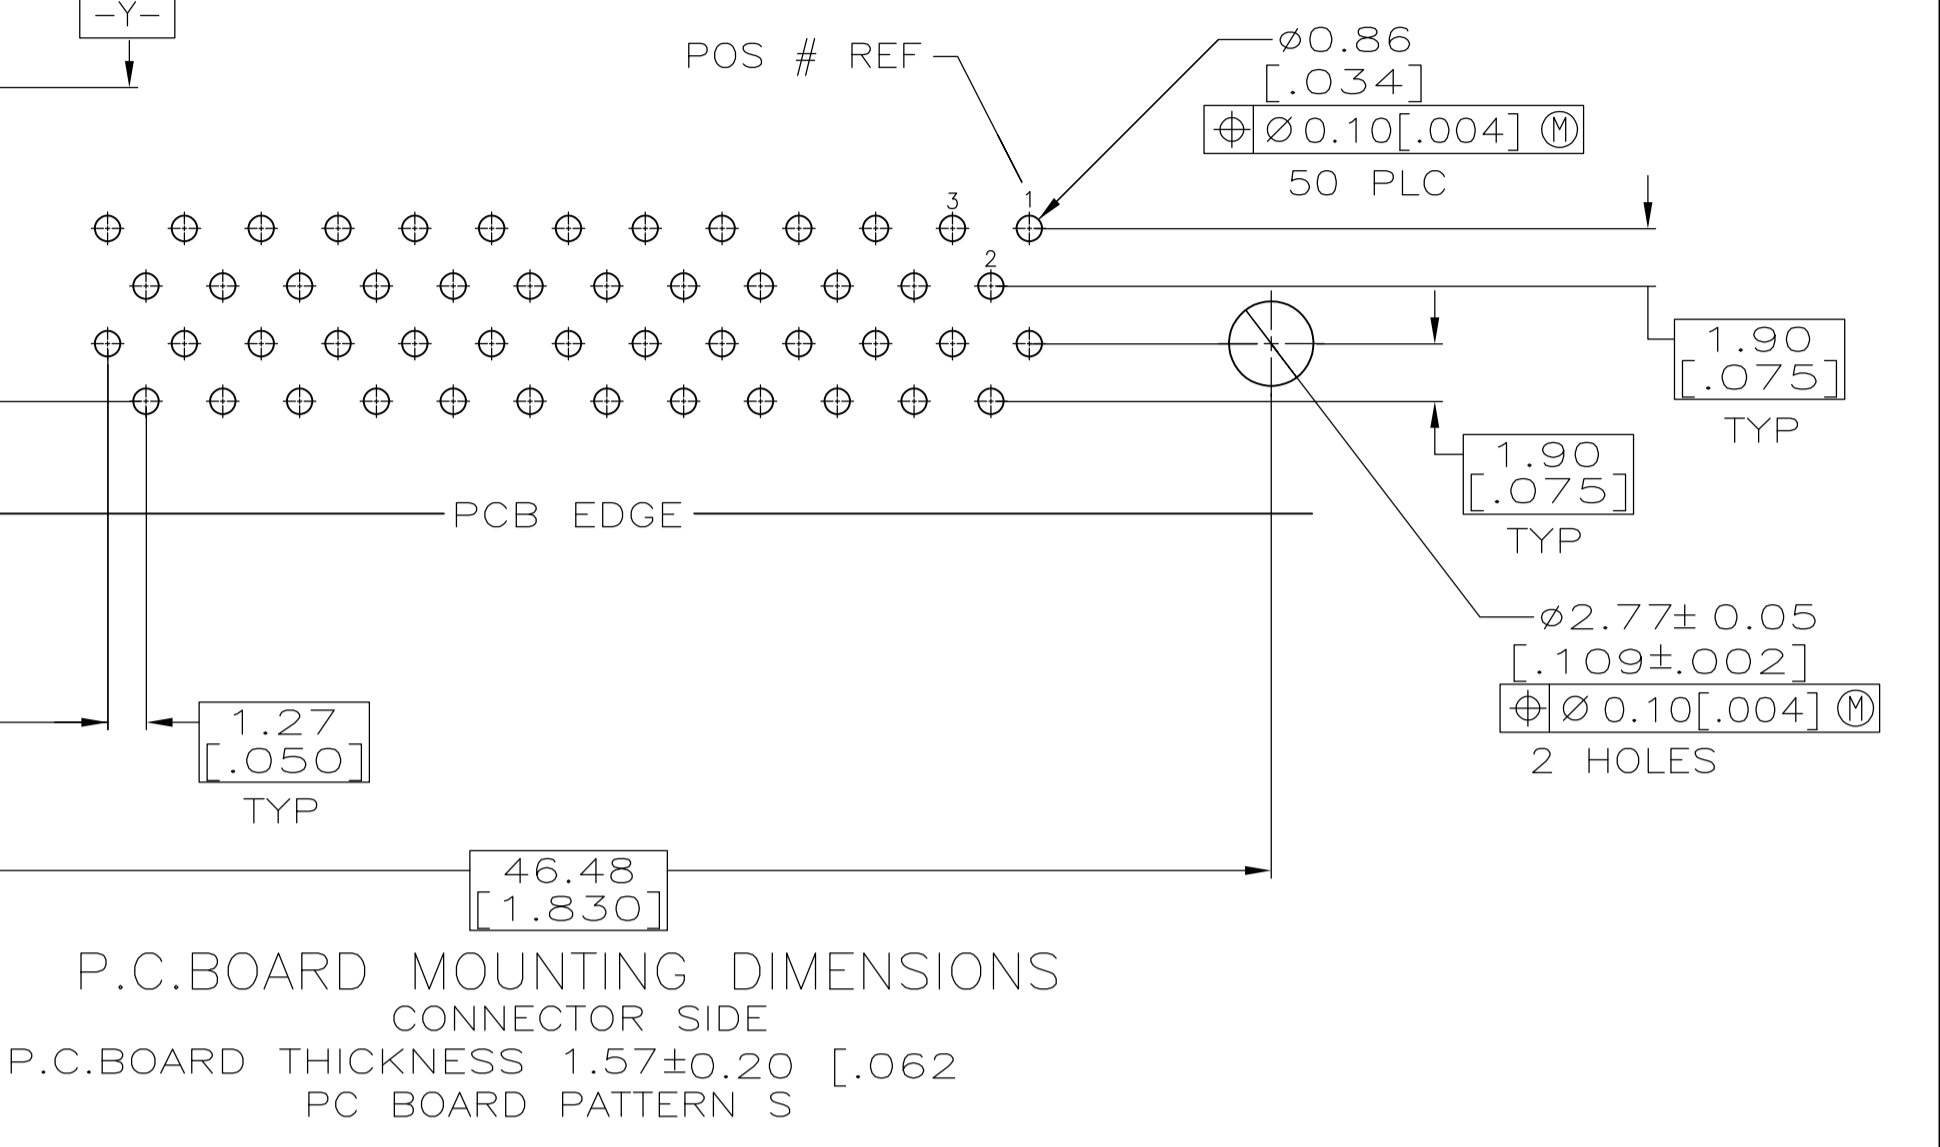 -Y-
POS # REF
⌀0.86
[.034]
⌖ ⌀0.10[.004] Ⓜ
50 PLC
3
1
2
1.90
[.075]
TYP
1.90
[.075]
TYP
PCB EDGE
⌀2.77± 0.05
[.109±.002]
⌖ ⌀ 0.10[.004] Ⓜ
2 HOLES
1.27
[.050]
TYP
46.48
[1.830]
P.C.BOARD MOUNTING DIMENSIONS
CONNECTOR SIDE
P.C.BOARD THICKNESS 1.57±0.20 [.062
PC BOARD PATTERN S